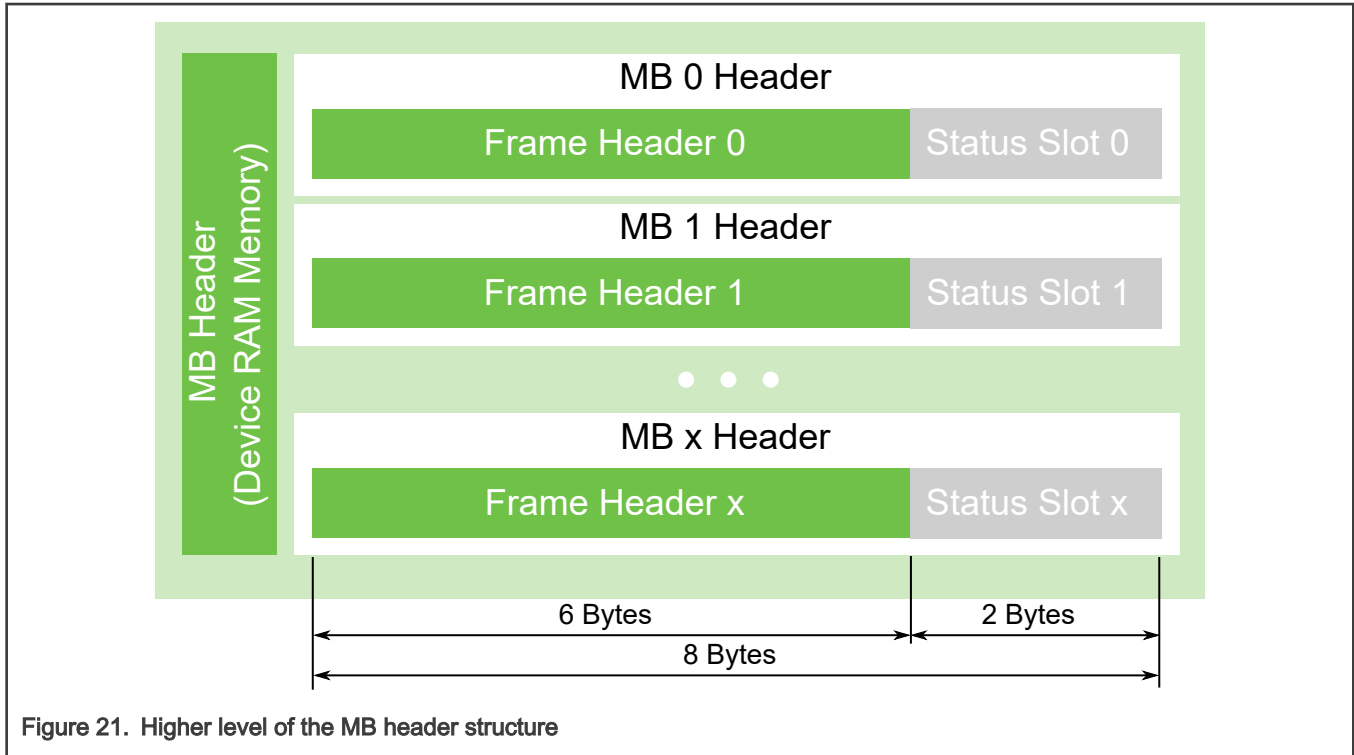 MB Header
(Device RAM Memory)
MB 0 Header
Frame Header 0
Status Slot 0
MB 1 Header
Frame Header 1
Status Slot 1
MB x Header
Frame Header x
Status Slot x
6 Bytes
2 Bytes
8 Bytes
Figure 21. Higher level of the MB header structure